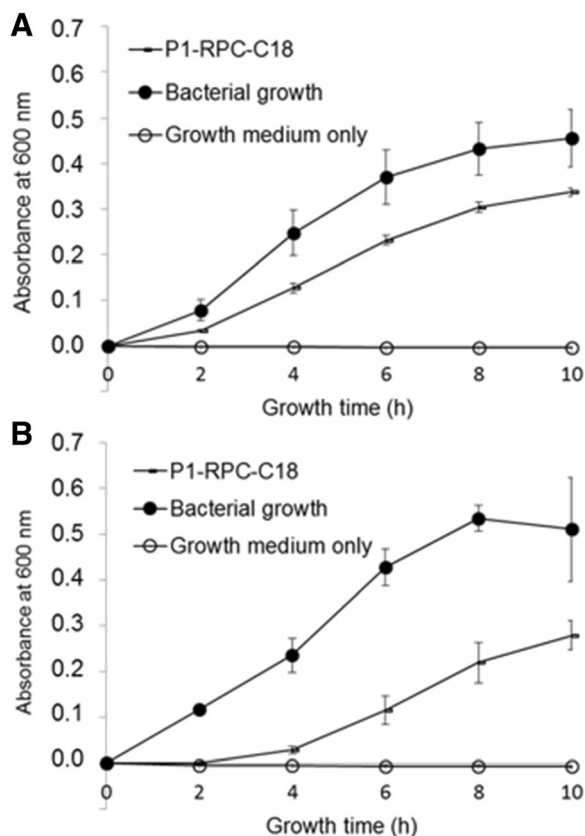 A
Absorbance at 600 nm
0.7
0.6
0.5
0.4
0.3
0.2
0.1
0.0
P1-RPC-C18
Bacterial growth
Growth medium only
0 2 4 6 8 10
Growth time (h)
B
Absorbance at 600 nm
0.7
0.6
0.5
0.4
0.3
0.2
0.1
0.0
P1-RPC-C18
Bacterial growth
Growth medium only
0 2 4 6 8 10
Growth time (h)